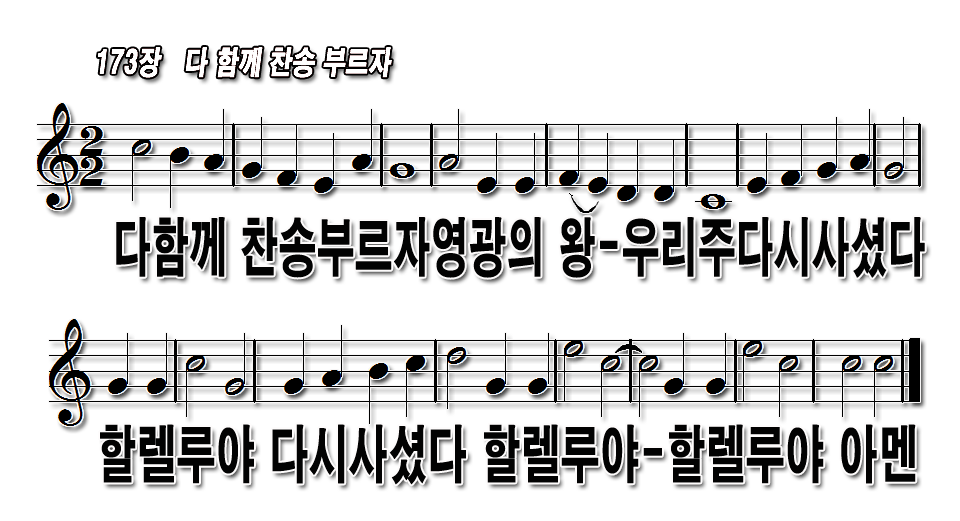 173장 다 함께 찬송 부르자
2
2
다함께 찬송부르자영광의 왕-우리주다시사셨다
할렐루야 다시사셨다 할렐루야-할렐루야 아멘